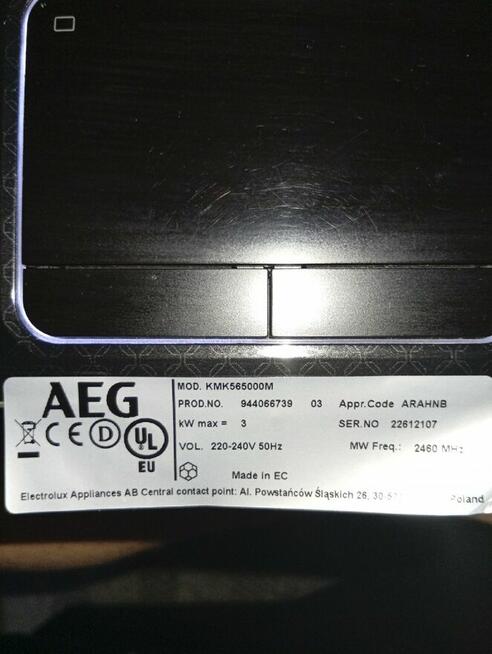 AEG
MOD. KMK565000M
PROD.NO. 944066739 03 Appr.Code ARAHNB
kW max = 3 SER.NO 22612107
VOL. 220-240V 50Hz MW Freq.: 2460 MHz
CE D UL
EU
Made in EC
Electrolux Appliances AB Central contact point: Al. Powstańców Śląskich 26, Poland